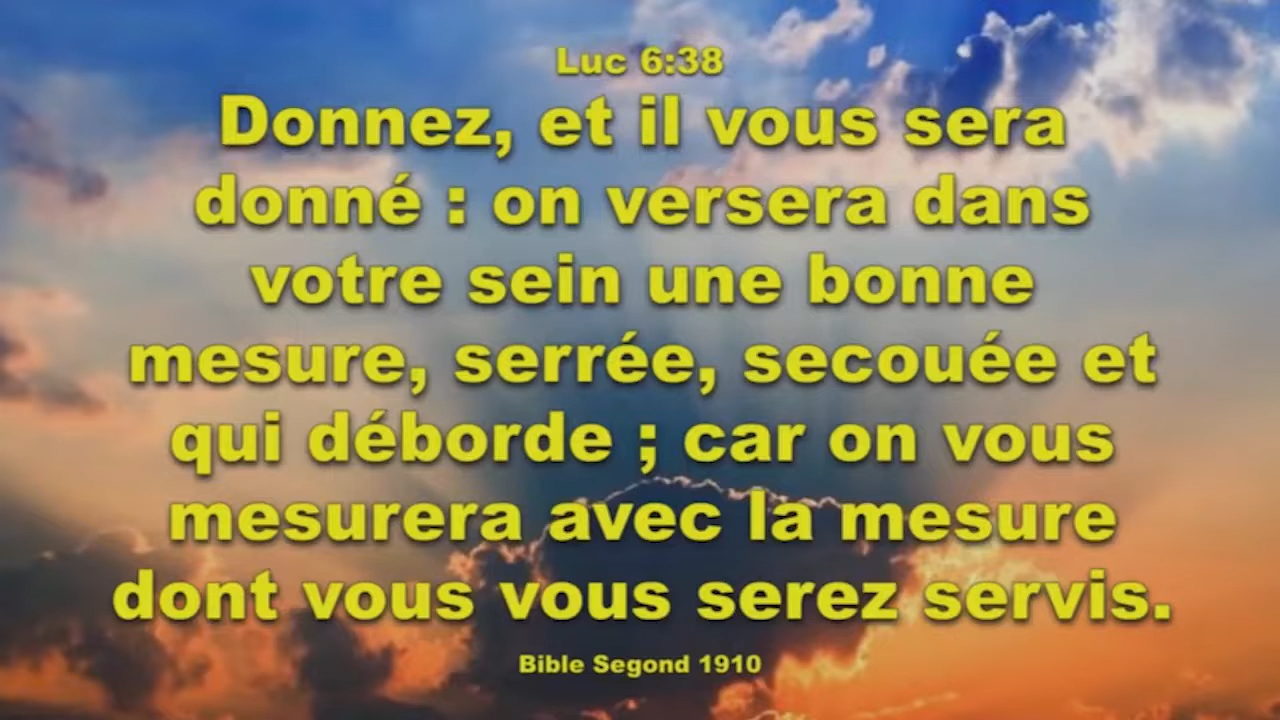 Luc 6:38
Donnez, et il vous sera
donné : on versera dans
votre sein une bonne
mesure, serrée, secouée et
qui déborde ; car on vous
mesurera avec la mesure
dont vous vous serez servis.
Bible Segond 1910